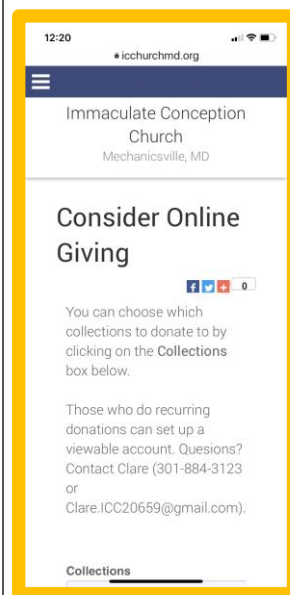 12:20
icchurchmd.org
Immaculate Conception
Church
Mechanicsville, MD
Consider Online
Giving
f
+ 0
You can choose which
collections to donate to by
clicking on the Collections
box below.
Those who do recurring
donations can set up a
viewable account. Quesions?
Contact Clare (301-884-3123
or
Clare.ICC20659@gmail.com).
Collections